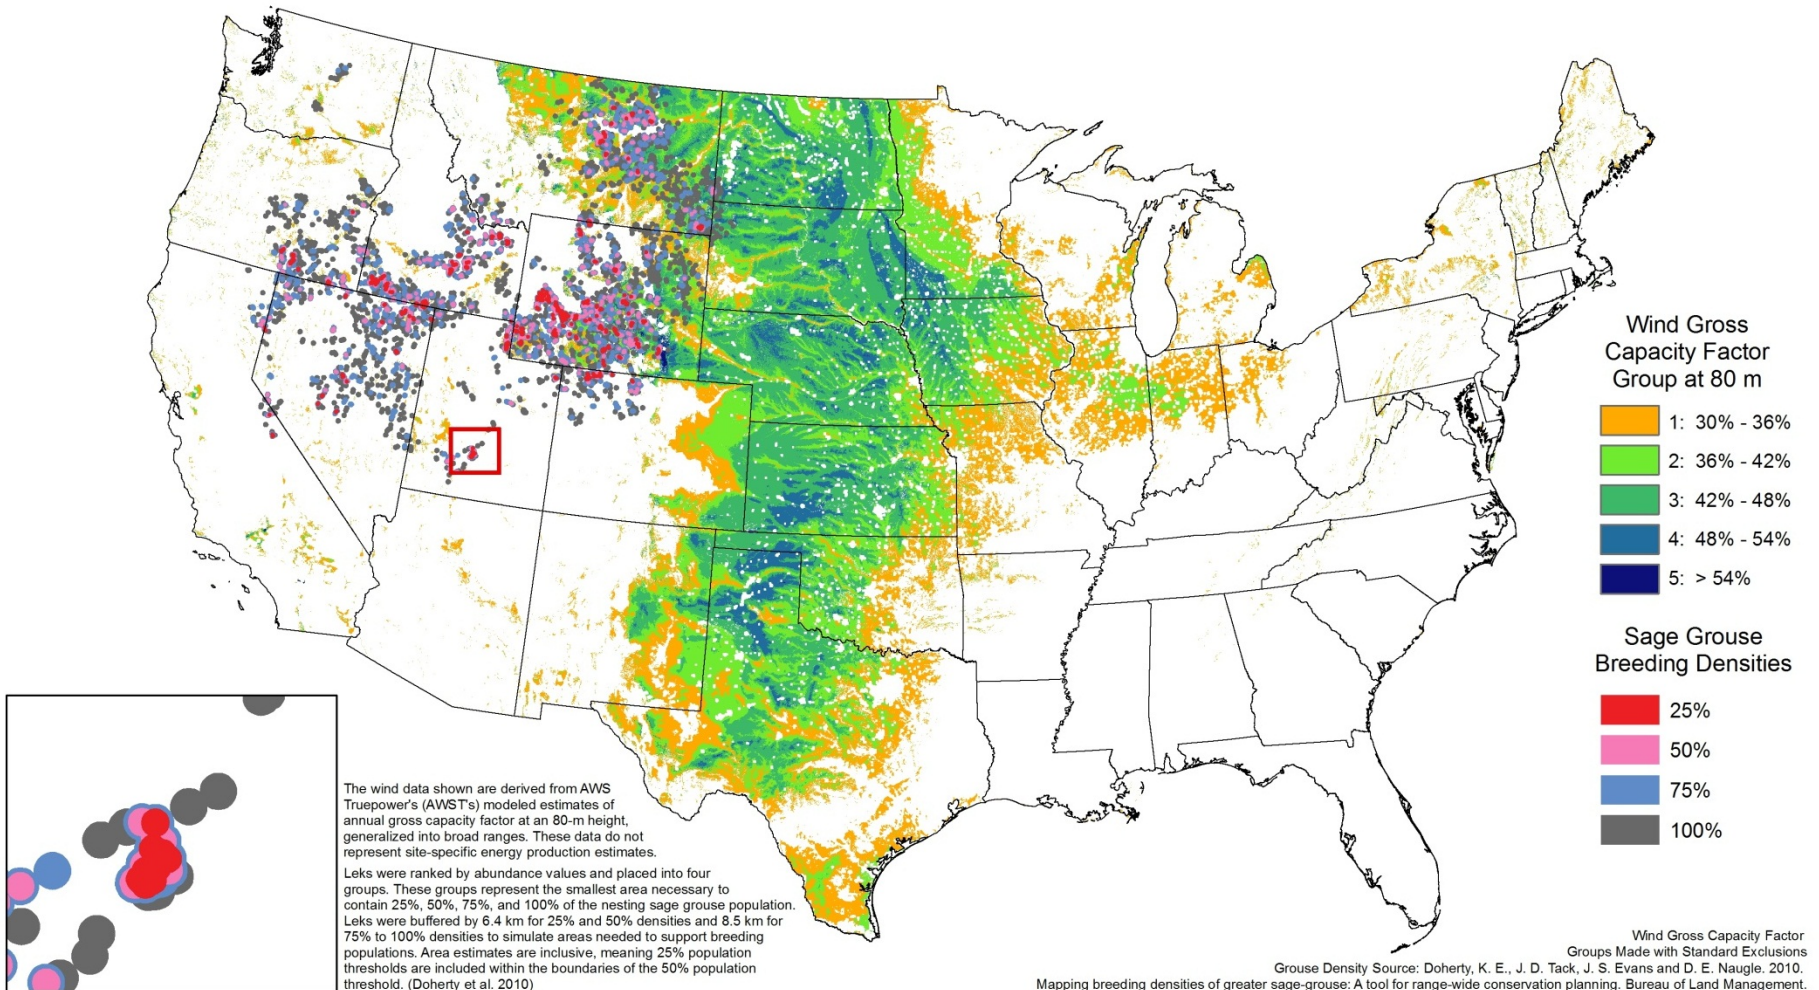 Wind Gross
Capacity Factor
Group at 80 m
1: 30% - 36%
2: 36% - 42%
3: 42% - 48%
4: 48% - 54%
5: > 54%
Sage Grouse
Breeding Densities
25%
50%
75%
100%
The wind data shown are derived from AWS
Truepower's (AWST's) modeled estimates of
annual gross capacity factor at an 80-m height,
generalized into broad ranges. These data do not
represent site-specific energy production estimates.
Leks were ranked by abundance values and placed into four
groups. These groups represent the smallest area necessary to
contain 25%, 50%, 75%, and 100% of the nesting sage grouse population.
Leks were buffered by 6.4 km for 25% and 50% densities and 8.5 km for
75% to 100% densities to simulate areas needed to support breeding
populations. Area estimates are inclusive, meaning 25% population
thresholds are included within the boundaries of the 50% population
threshold. (Doherty et al. 2010)
Wind Gross Capacity Factor
Groups Made with Standard Exclusions
Grouse Density Source: Doherty, K. E., J. D. Tack, J. S. Evans and D. E. Naugle. 2010.
Mapping breeding densities of greater sage-grouse: A tool for range-wide conservation planning. Bureau of Land Management.